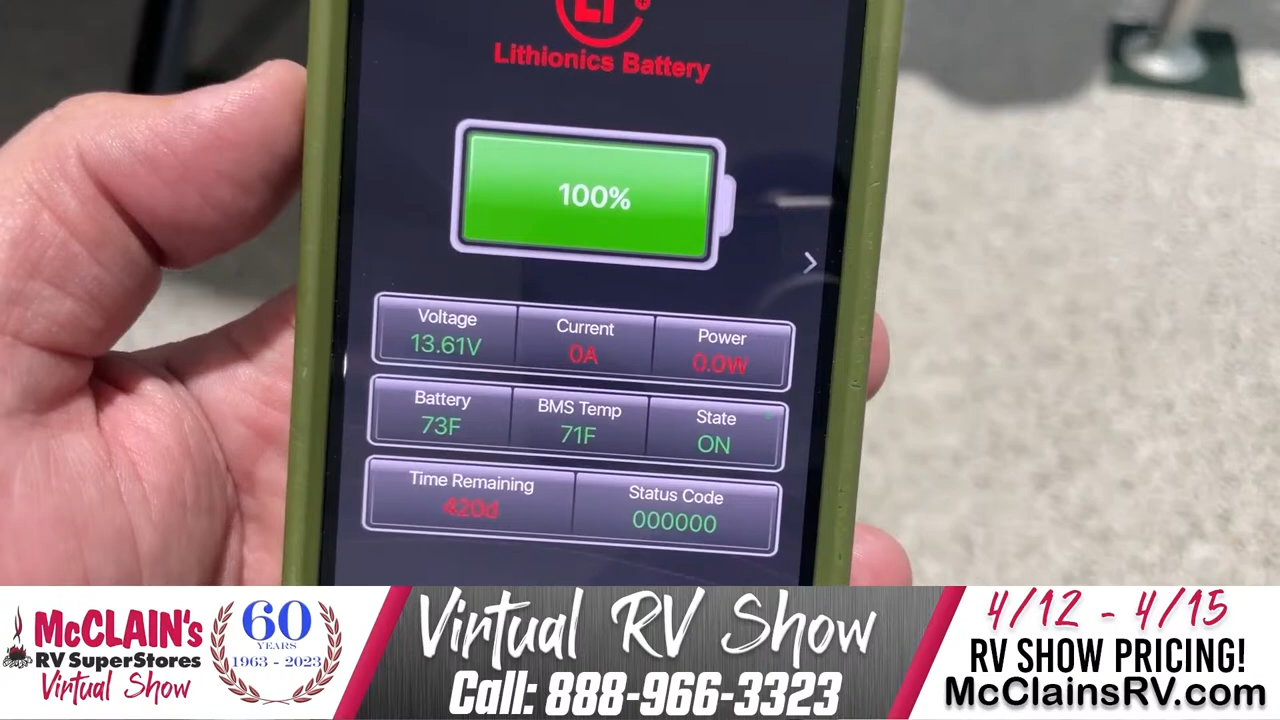 Li
Lithionics Battery
100%
Voltage
13.61V
Current
0A
Power
0.0W
Battery
73F
BMS Temp
71F
State
ON
Time Remaining
420d
Status Code
000000
McCLAIN's
RV SuperStores
Virtual Show
60
YEARS
1963 - 2023
Virtual RV Show
Call: 888-966-3323
4/12 - 4/15
RV SHOW PRICING!
McClainsRV.com